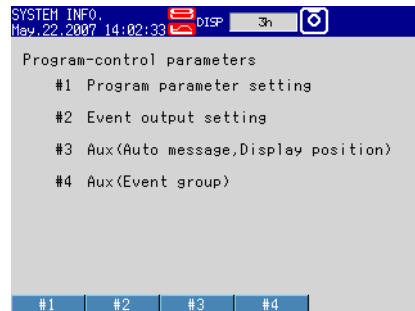 SYSTEM INFO.
May.22.2007 14:02:33 DISP 3h
Program-control parameters
#1 Program parameter setting
#2 Event output setting
#3 Aux(Auto message,Display position)
#4 Aux(Event group)
#1 #2 #3 #4